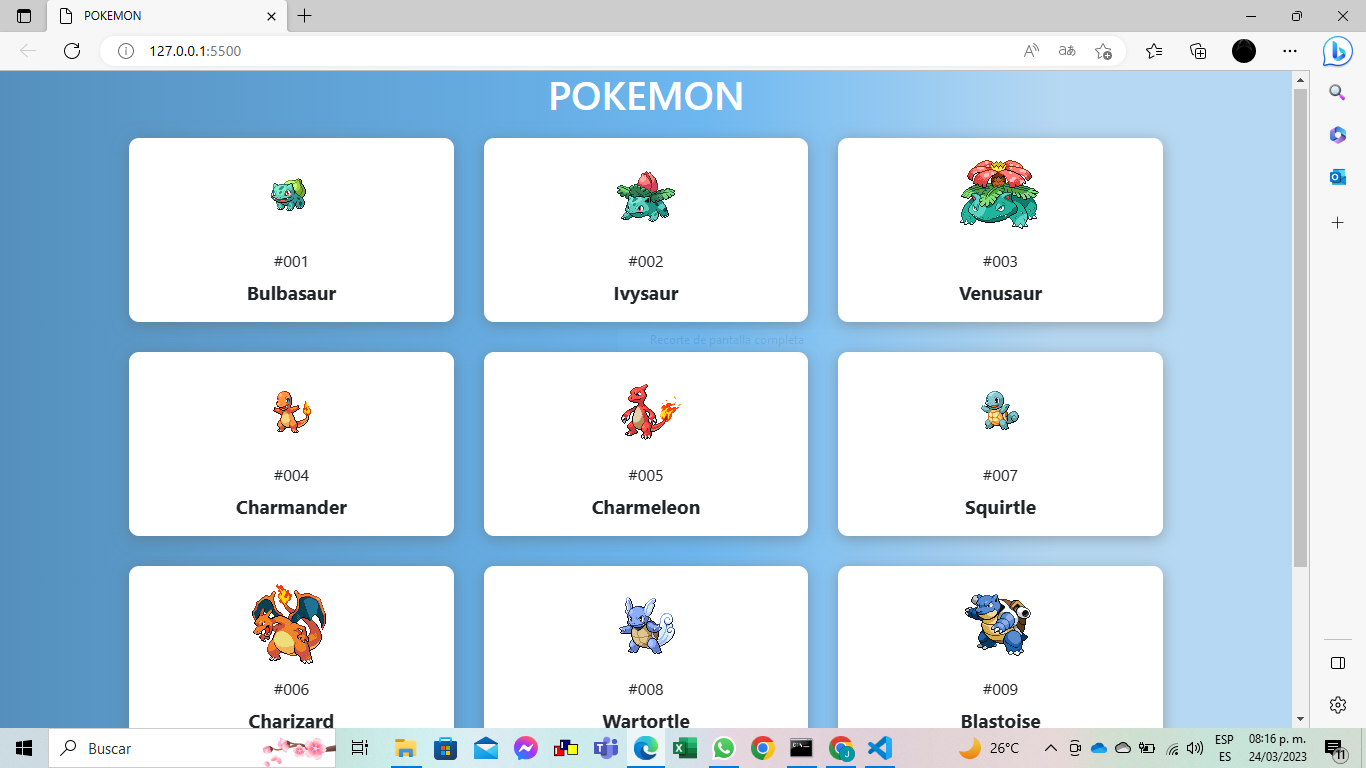 POKEMON
127.0.0.1:5500
POKEMON
#001
Bulbasaur
#002
Ivysaur
#003
Venusaur
Recorte de pantalla completa
#004
Charmander
#005
Charmeleon
#007
Squirtle
#006
Charizard
#008
Wartortle
#009
Blastoise
Buscar
26°C
ESP
ES
08:16 p. m.
24/03/2023
11